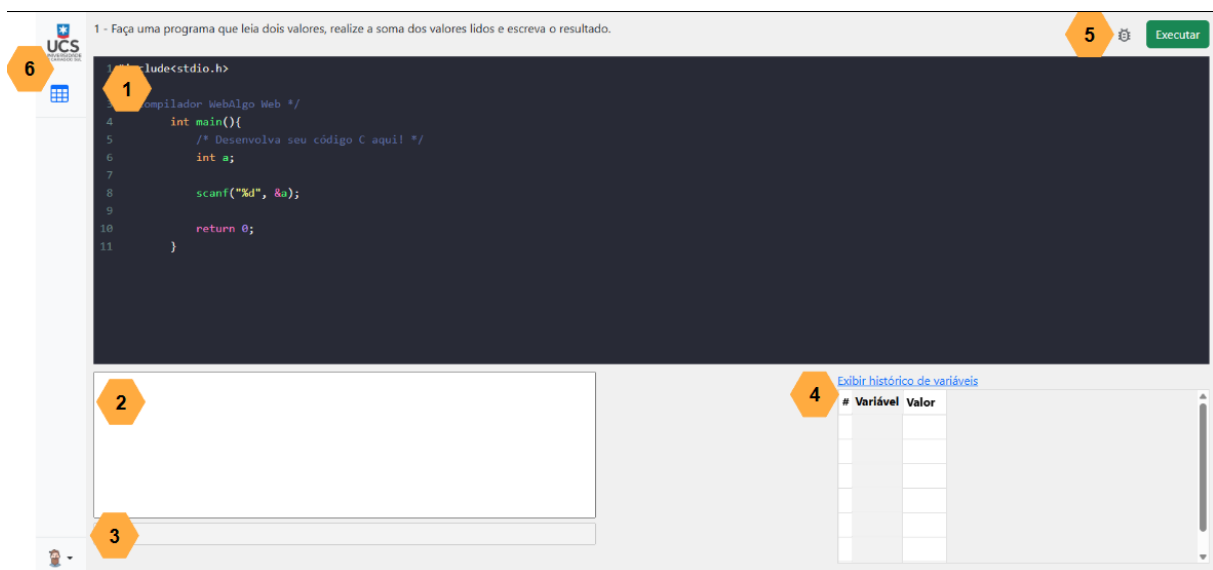 1 - Faça uma programa que leia dois valores, realize a soma dos valores lidos e escreva o resultado.
5
Executar
UCS
6
1
include<stdio.h>
1
3 ompilador WebAlgo Web */
4 int main(){
5 /* Desenvolva seu código C aqui! */
6 int a;
7
8 scanf("%d", &a);
9
10 return 0;
11 }
2
4
Exibir histórico de variáveis
# Variável Valor
3